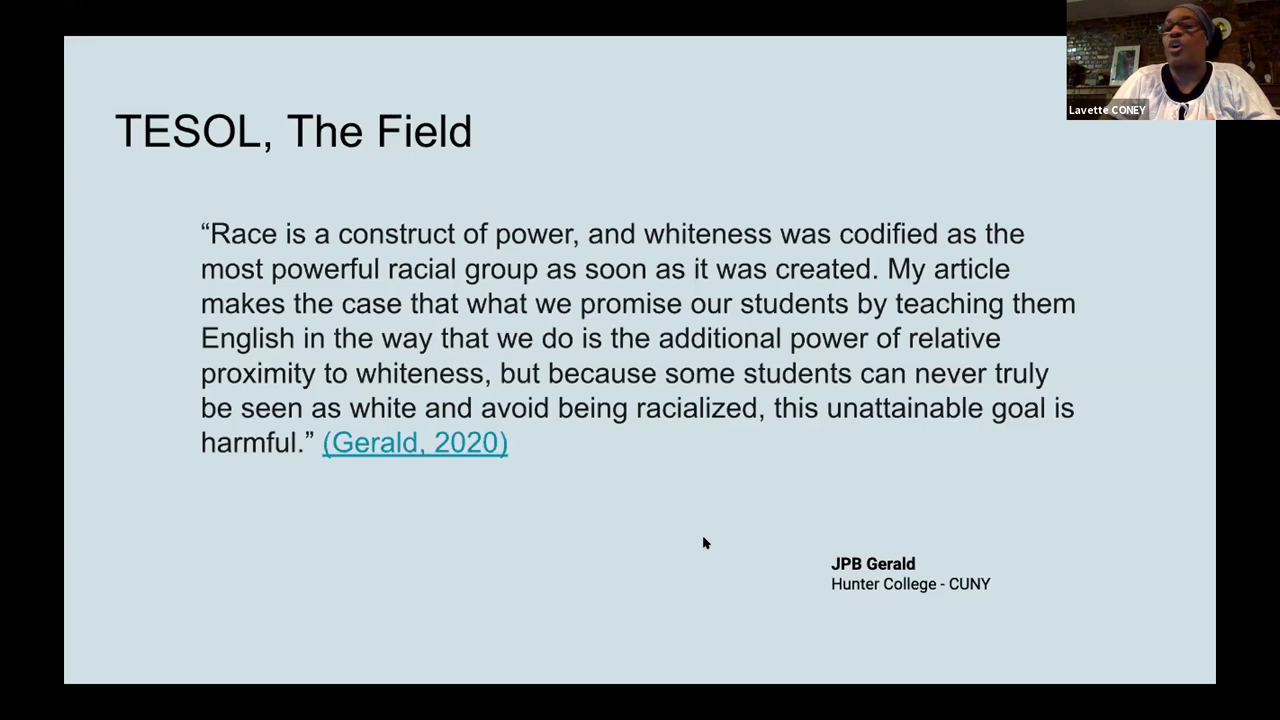 Lavette CONEY
TESOL, The Field
“Race is a construct of power, and whiteness was codified as the
most powerful racial group as soon as it was created. My article
makes the case that what we promise our students by teaching them
English in the way that we do is the additional power of relative
proximity to whiteness, but because some students can never truly
be seen as white and avoid being racialized, this unattainable goal is
harmful.” (Gerald, 2020)
JPB Gerald
Hunter College - CUNY